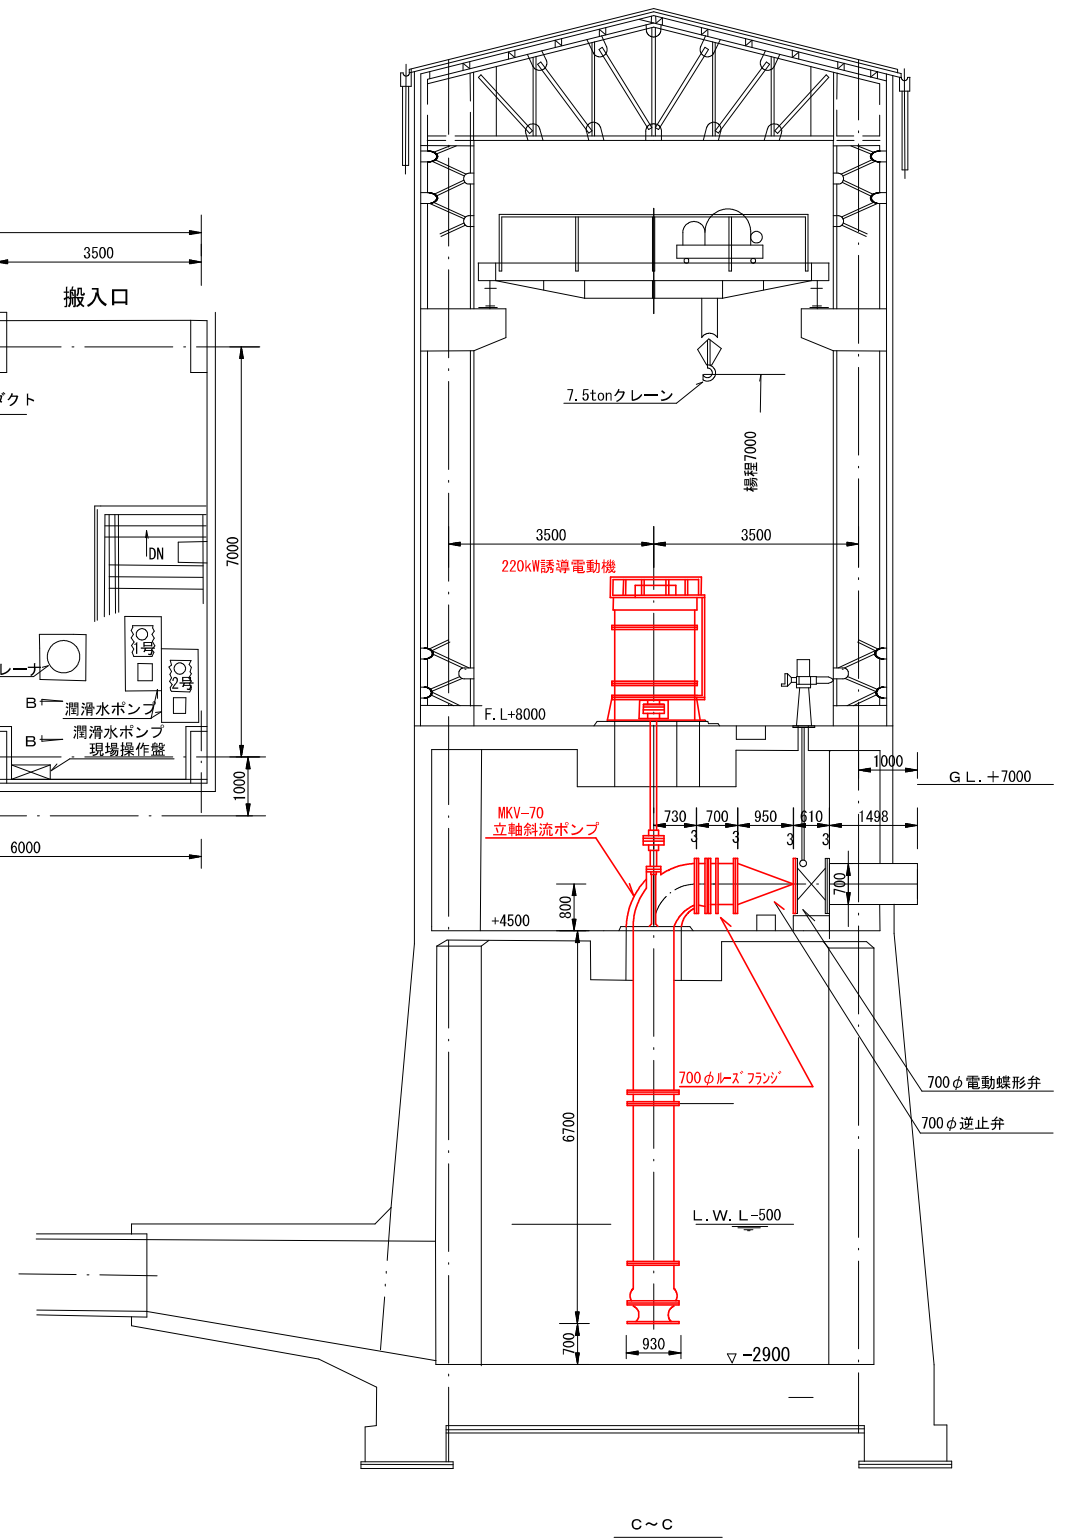 3500
搬入口
ダクト
7.5tonクレーン
楊程7000
3500
3500
220kW誘導電動機
7000
DN
1号
2号
レーナ
B
潤滑水ポンプ
B
潤滑水ポンプ
現場操作盤
F.L+8000
1000
1000
GL.+7000
MKV-70
立軸斜流ポンプ
730
700
950
610
1498
3
3
3
3
6000
700
800
+4500
700φルーズフランジ
700φ電動蝶形弁
700φ逆止弁
6700
L.W.L-500
700
930
▽ -2900
C~C